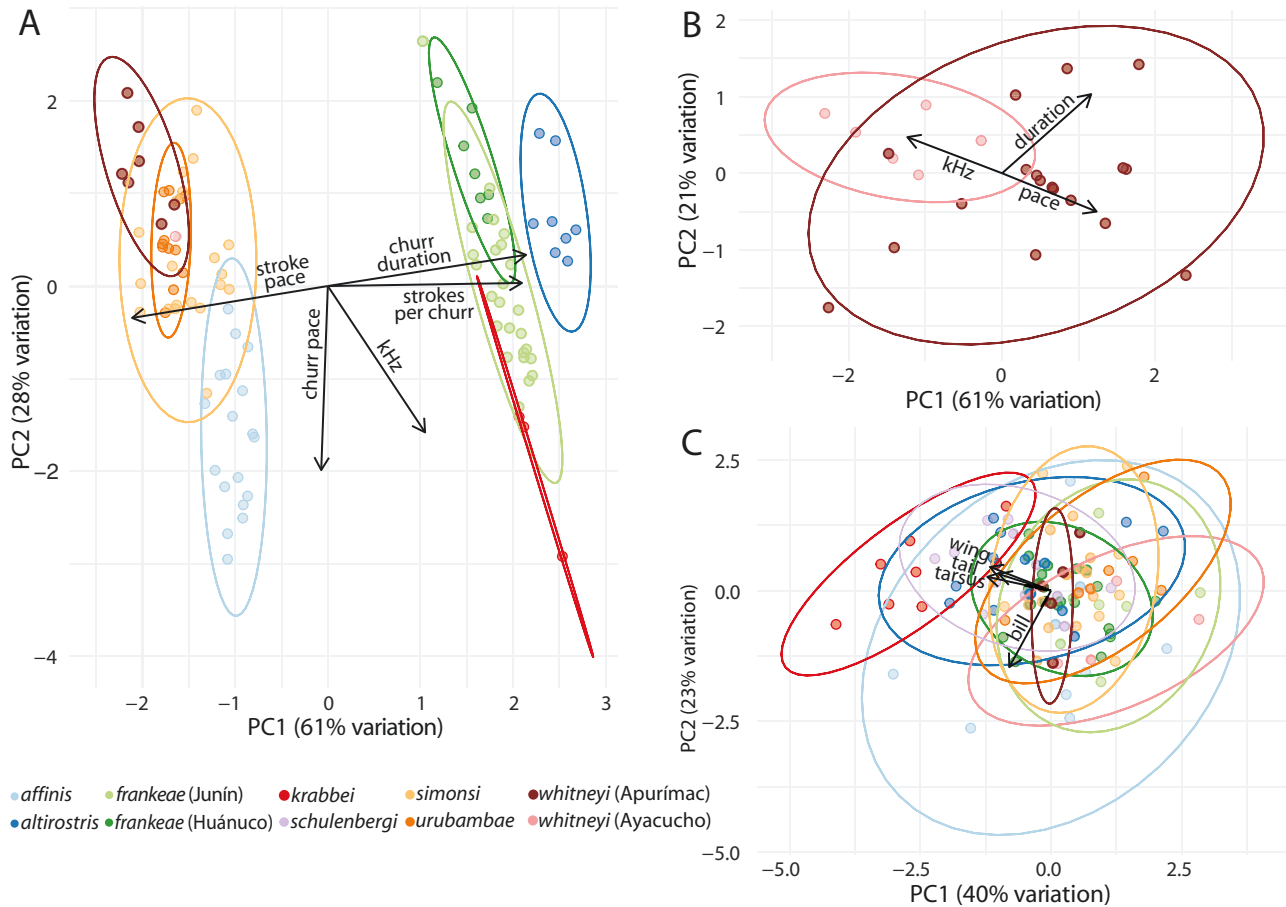 A
2
0
−2
−4
PC2 (28% variation)
−2
−1
0
1
2
3
PC1 (61% variation)
stroke
pace
churr
duration
strokes
per churr
churr pace
kHz
B
2
1
0
−1
−2
PC2 (21% variation)
−2
0
2
PC1 (61% variation)
duration
kHz
pace
C
2.5
0.0
−2.5
−5.0
PC2 (23% variation)
−5.0
−2.5
0.0
2.5
PC1 (40% variation)
wing
tail
tarsus
bill
affinis frankeae (Junín) krabbei simonsi whitneyi (Apurímac)
altirostris frankeae (Huánuco) schulenbergi urubambae whitneyi (Ayacucho)